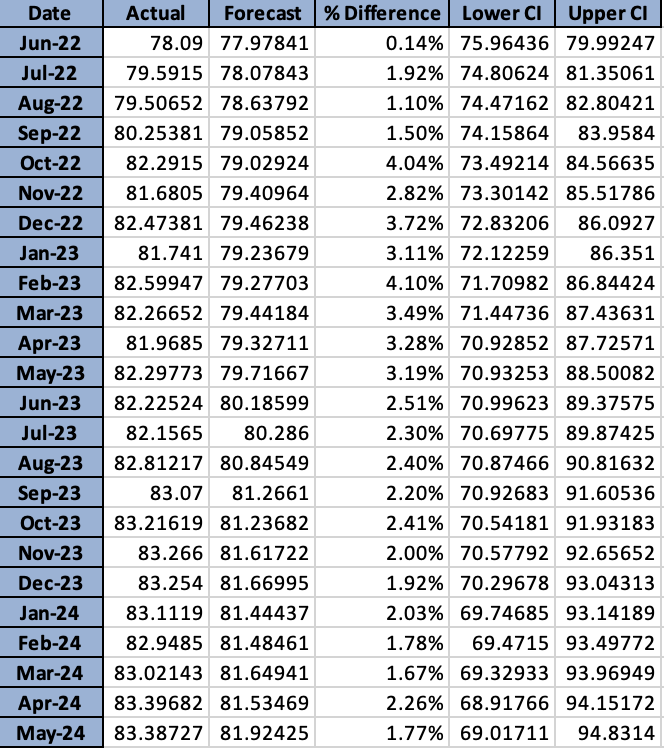 Date Actual Forecast % Difference Lower CI Upper CI
Jun-22 78.09 77.97841 0.14% 75.96436 79.99247
Jul-22 79.5915 78.07843 1.92% 74.80624 81.35061
Aug-22 79.50652 78.63792 1.10% 74.47162 82.80421
Sep-22 80.25381 79.05852 1.50% 74.15864 83.9584
Oct-22 82.2915 79.02924 4.04% 73.49214 84.56635
Nov-22 81.6805 79.40964 2.82% 73.30142 85.51786
Dec-22 82.47381 79.46238 3.72% 72.83206 86.0927
Jan-23 81.741 79.23679 3.11% 72.12259 86.351
Feb-23 82.59947 79.27703 4.10% 71.70982 86.84424
Mar-23 82.26652 79.44184 3.49% 71.44736 87.43631
Apr-23 81.9685 79.32711 3.28% 70.92852 87.72571
May-23 82.29773 79.71667 3.19% 70.93253 88.50082
Jun-23 82.22524 80.18599 2.51% 70.99623 89.37575
Jul-23 82.1565 80.286 2.30% 70.69775 89.87425
Aug-23 82.81217 80.84549 2.40% 70.87466 90.81632
Sep-23 83.07 81.2661 2.20% 70.92683 91.60536
Oct-23 83.21619 81.23682 2.41% 70.54181 91.93183
Nov-23 83.266 81.61722 2.00% 70.57792 92.65652
Dec-23 83.254 81.66995 1.92% 70.29678 93.04313
Jan-24 83.1119 81.44437 2.03% 69.74685 93.14189
Feb-24 82.9485 81.48461 1.78% 69.4715 93.49772
Mar-24 83.02143 81.64941 1.67% 69.32933 93.96949
Apr-24 83.39682 81.53469 2.26% 68.91766 94.15172
May-24 83.38727 81.92425 1.77% 69.01711 94.8314